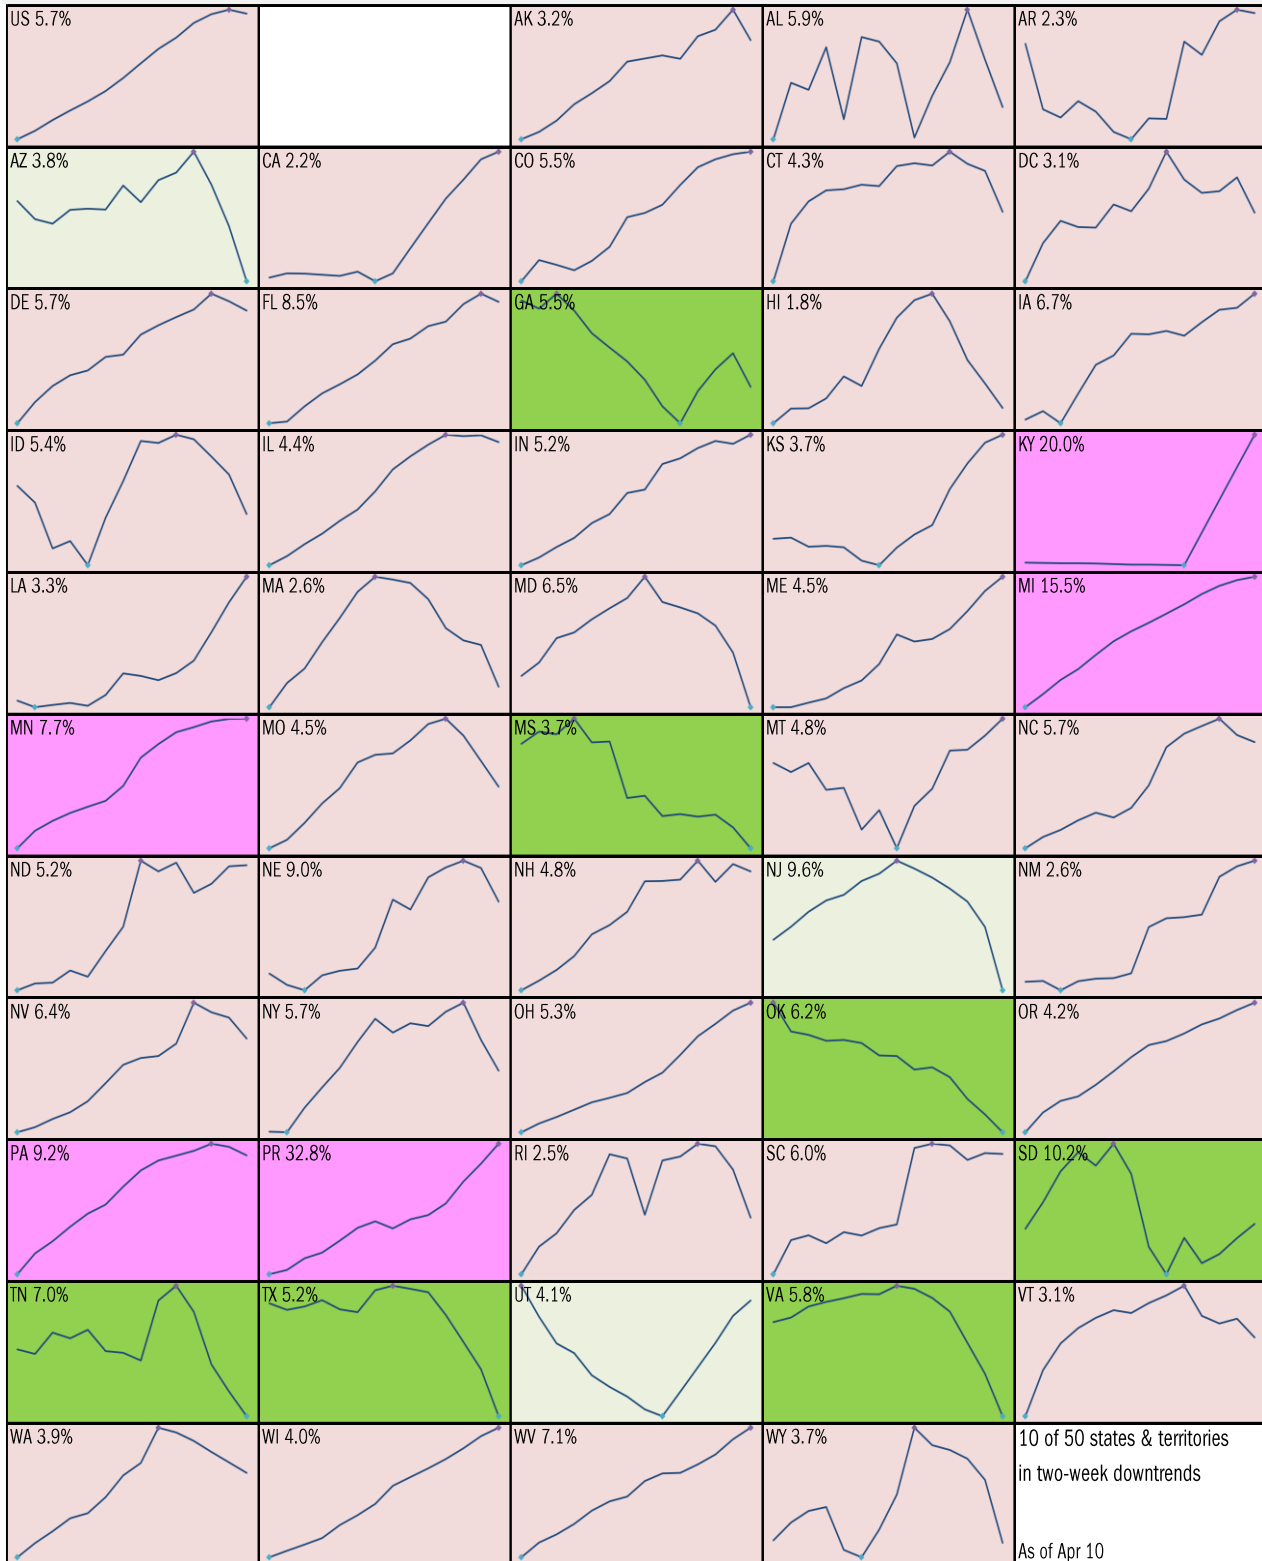 US 5.7%
AK 3.2%
AL 5.9%
AR 2.3%
AZ 3.8%
CA 2.2%
CO 5.5%
CT 4.3%
DC 3.1%
DE 5.7%
FL 8.5%
GA 5.5%
HI 1.8%
IA 6.7%
ID 5.4%
IL 4.4%
IN 5.2%
KS 3.7%
KY 20.0%
LA 3.3%
MA 2.6%
MD 6.5%
ME 4.5%
MI 15.5%
MN 7.7%
MO 4.5%
MS 3.7%
MT 4.8%
NC 5.7%
ND 5.2%
NE 9.0%
NH 4.8%
NJ 9.6%
NM 2.6%
NV 6.4%
NY 5.7%
OH 5.3%
OK 6.2%
OR 4.2%
PA 9.2%
PR 32.8%
RI 2.5%
SC 6.0%
SD 10.2%
TN 7.0%
TX 5.2%
UT 4.1%
VA 5.8%
VT 3.1%
WA 3.9%
WI 4.0%
WV 7.1%
WY 3.7%
10 of 50 states & territories
in two-week downtrends
As of Apr 10